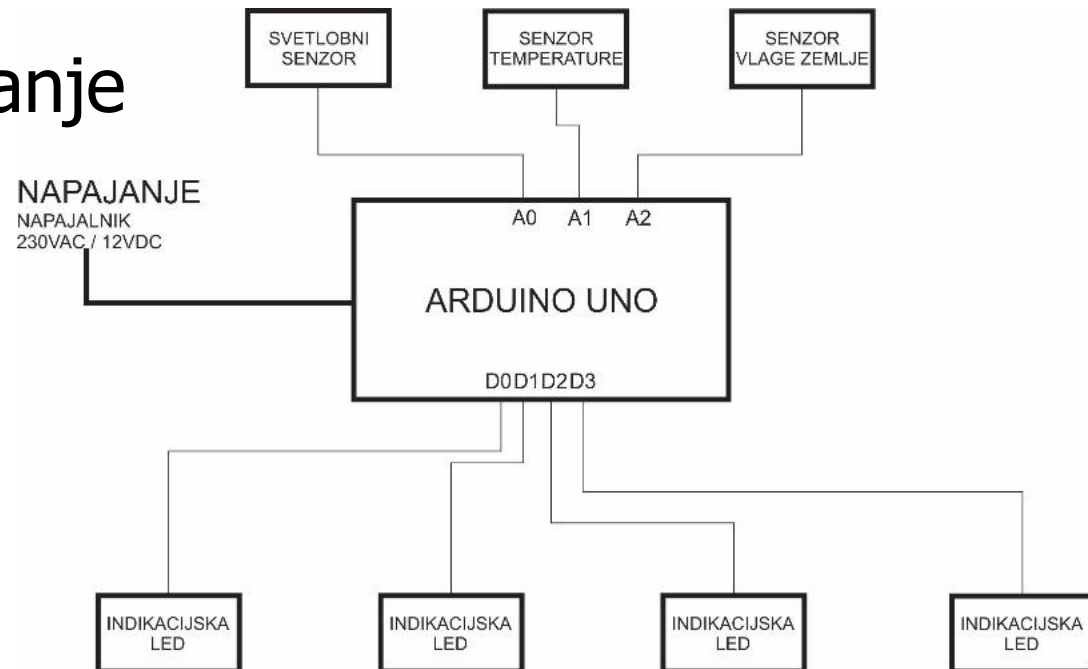 anje
SVETLOBNI
SENZOR
SENZOR
TEMPERATURE
SENZOR
VLAGE ZEMLJE
NAPAJANJE
NAPAJALNIK
230VAC / 12VDC
A0 A1 A2
ARDUINO UNO
D0D1D2D3
INDIKACIJSKA
LED
INDIKACIJSKA
LED
INDIKACIJSKA
LED
INDIKACIJSKA
LED